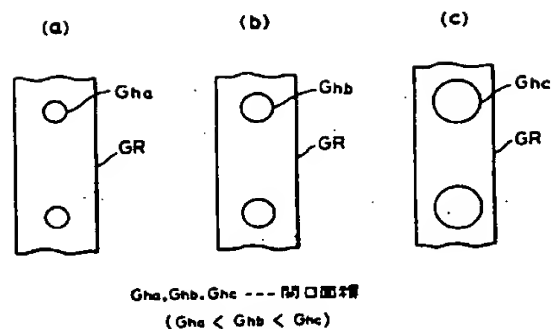 (a) (b) (c)
Gha Ghb Ghc
GR GR GR
Gha,Ghb,Ghc --- 開口面積
(Gha < Ghb < Ghc)